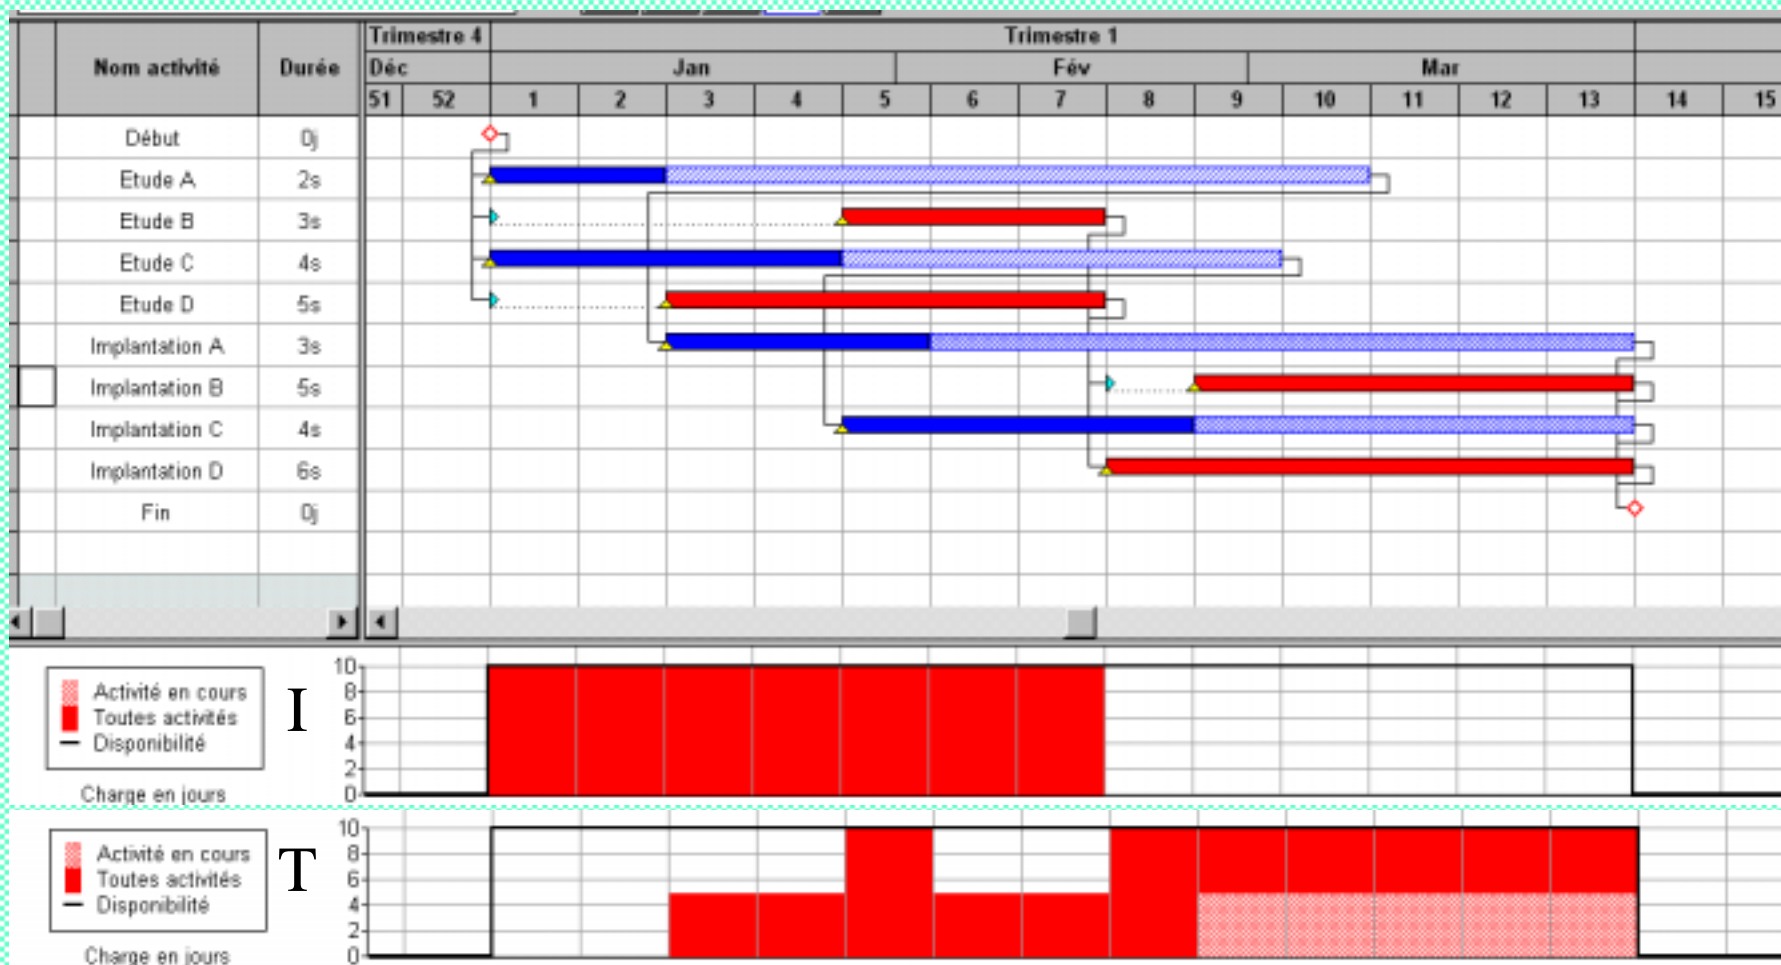 Trimestre 4 Trimestre 1
Nom activité Durée Déc Jan Fév Mar
51 52 1 2 3 4 5 6 7 8 9 10 11 12 13 14 15
Début 0j
Etude A 2s
Etude B 3s
Etude C 4s
Etude D 5s
Implantation A 3s
Implantation B 5s
Implantation C 4s
Implantation D 6s
Fin 0j
10
Activité en cours I 8
Toutes activités 6
Disponibilité 4
2
Charge en jours 0
10
Activité en cours T 8
Toutes activités 6
Disponibilité 4
2
Charge en jours 0